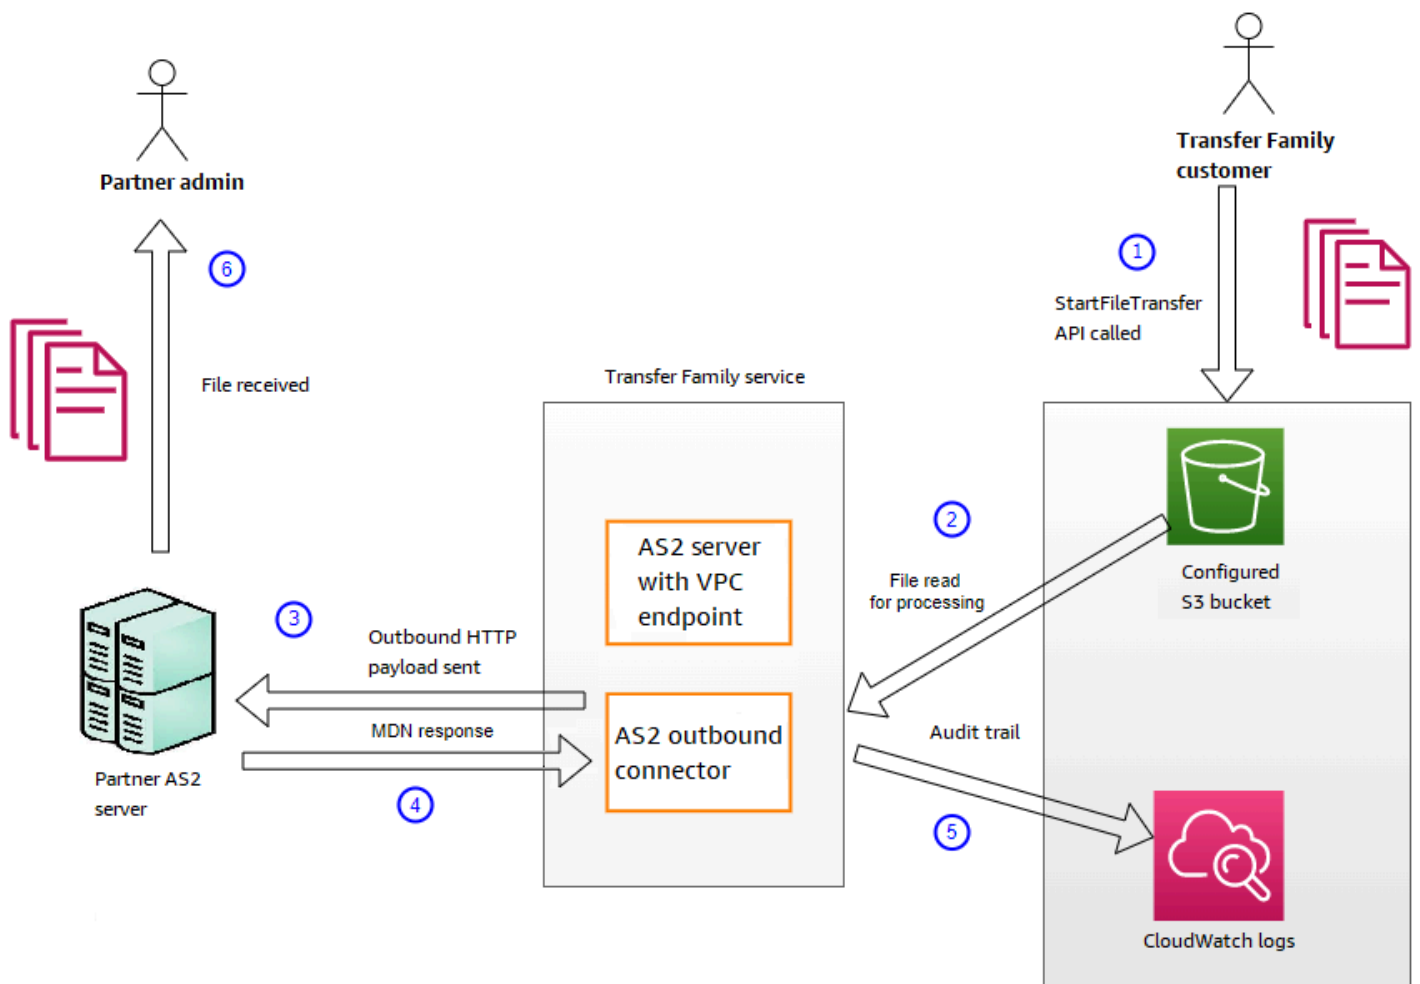 Transfer Family
customer
Partner admin
1
6
StartFileTransfer
API called
File received
Transfer Family service
2
AS2 server
with VPC
endpoint
File read
for processing
Configured
S3 bucket
3
Outbound HTTP
payload sent
MDN response
AS2 outbound
connector
Audit trail
Partner AS2
server
4
5
CloudWatch logs